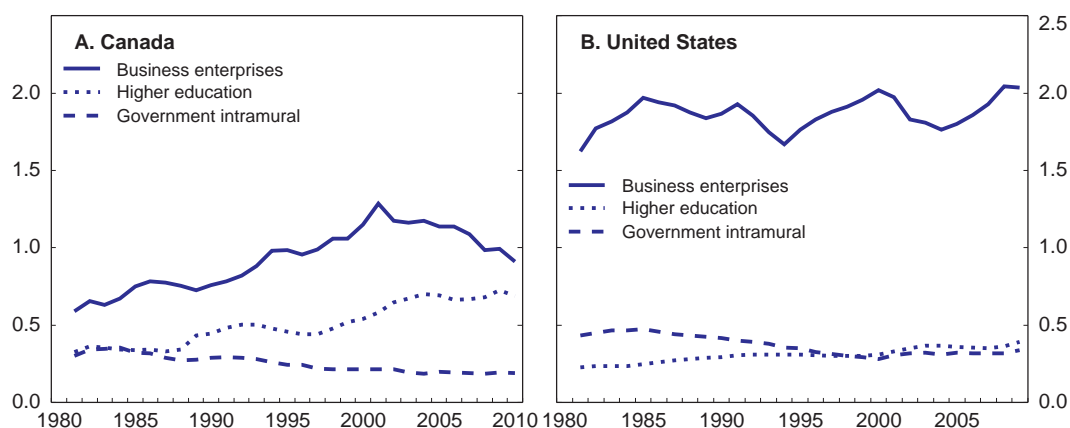 A. Canada
Business enterprises
Higher education
Government intramural
2.0
1.5
1.0
0.5
0.0
1980 1985 1990 1995 2000 2005 2010
B. United States
Business enterprises
Higher education
Government intramural
2.5
2.0
1.5
1.0
0.5
0.0
1980 1985 1990 1995 2000 2005